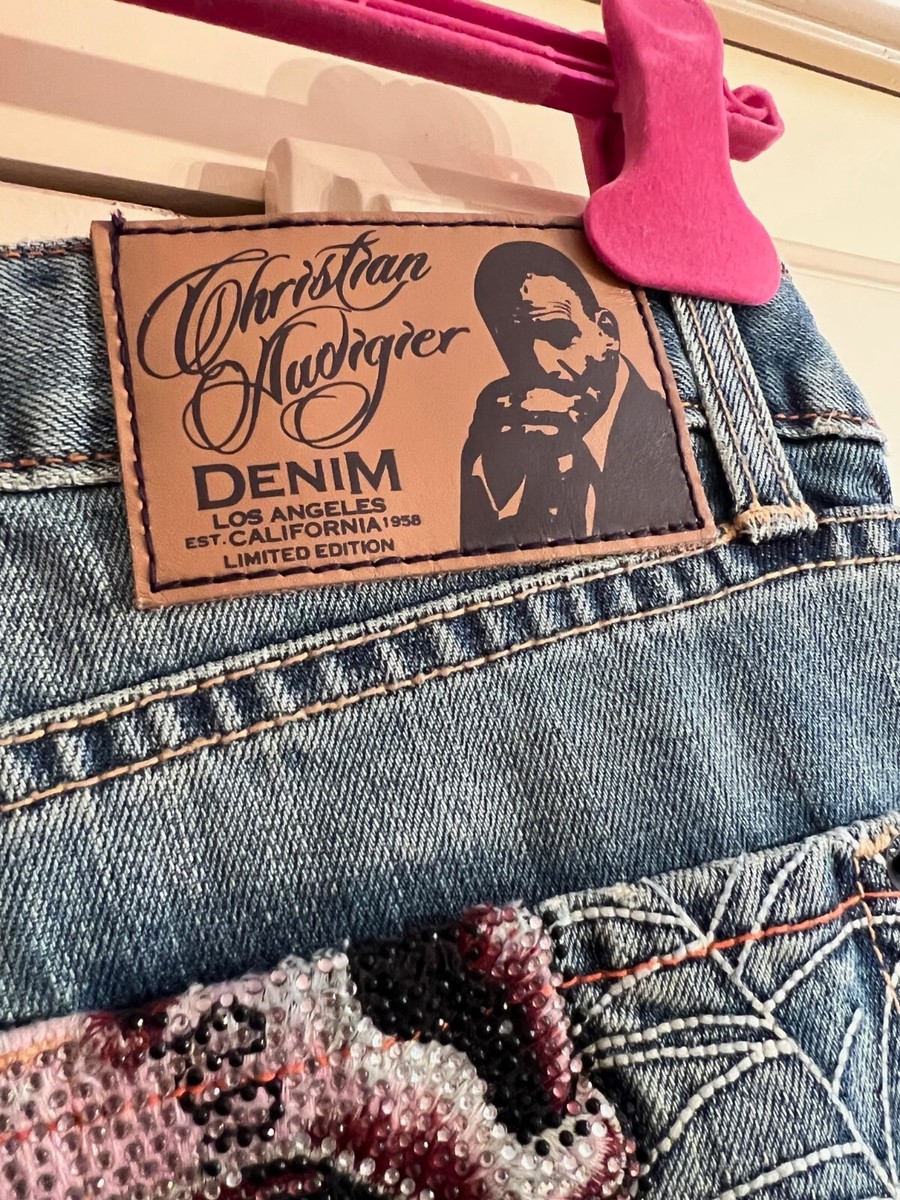 Christian
Audigier
DENIM
LOS ANGELES
EST. CALIFORNIA 1958
LIMITED EDITION